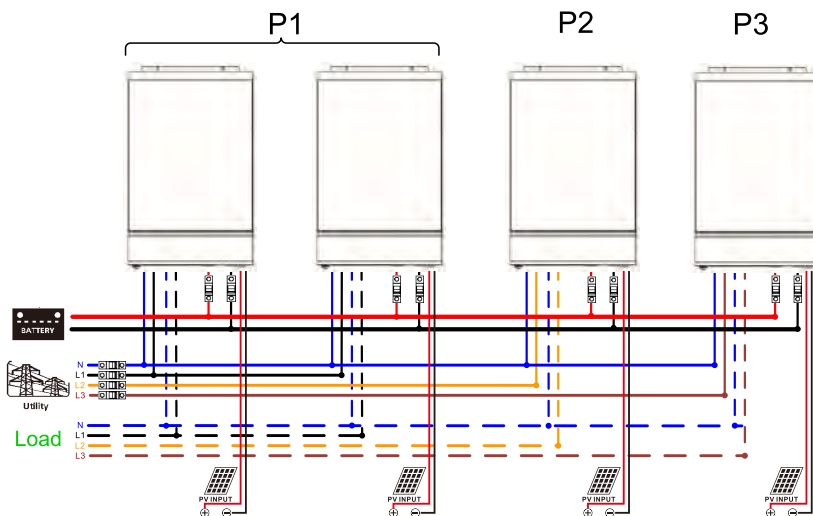 P1 P2 P3
BATTERY
N
L1
L2
L3
Utility
Load
N
L1
L2
L3
PV INPUT PV INPUT PV INPUT PV INPUT